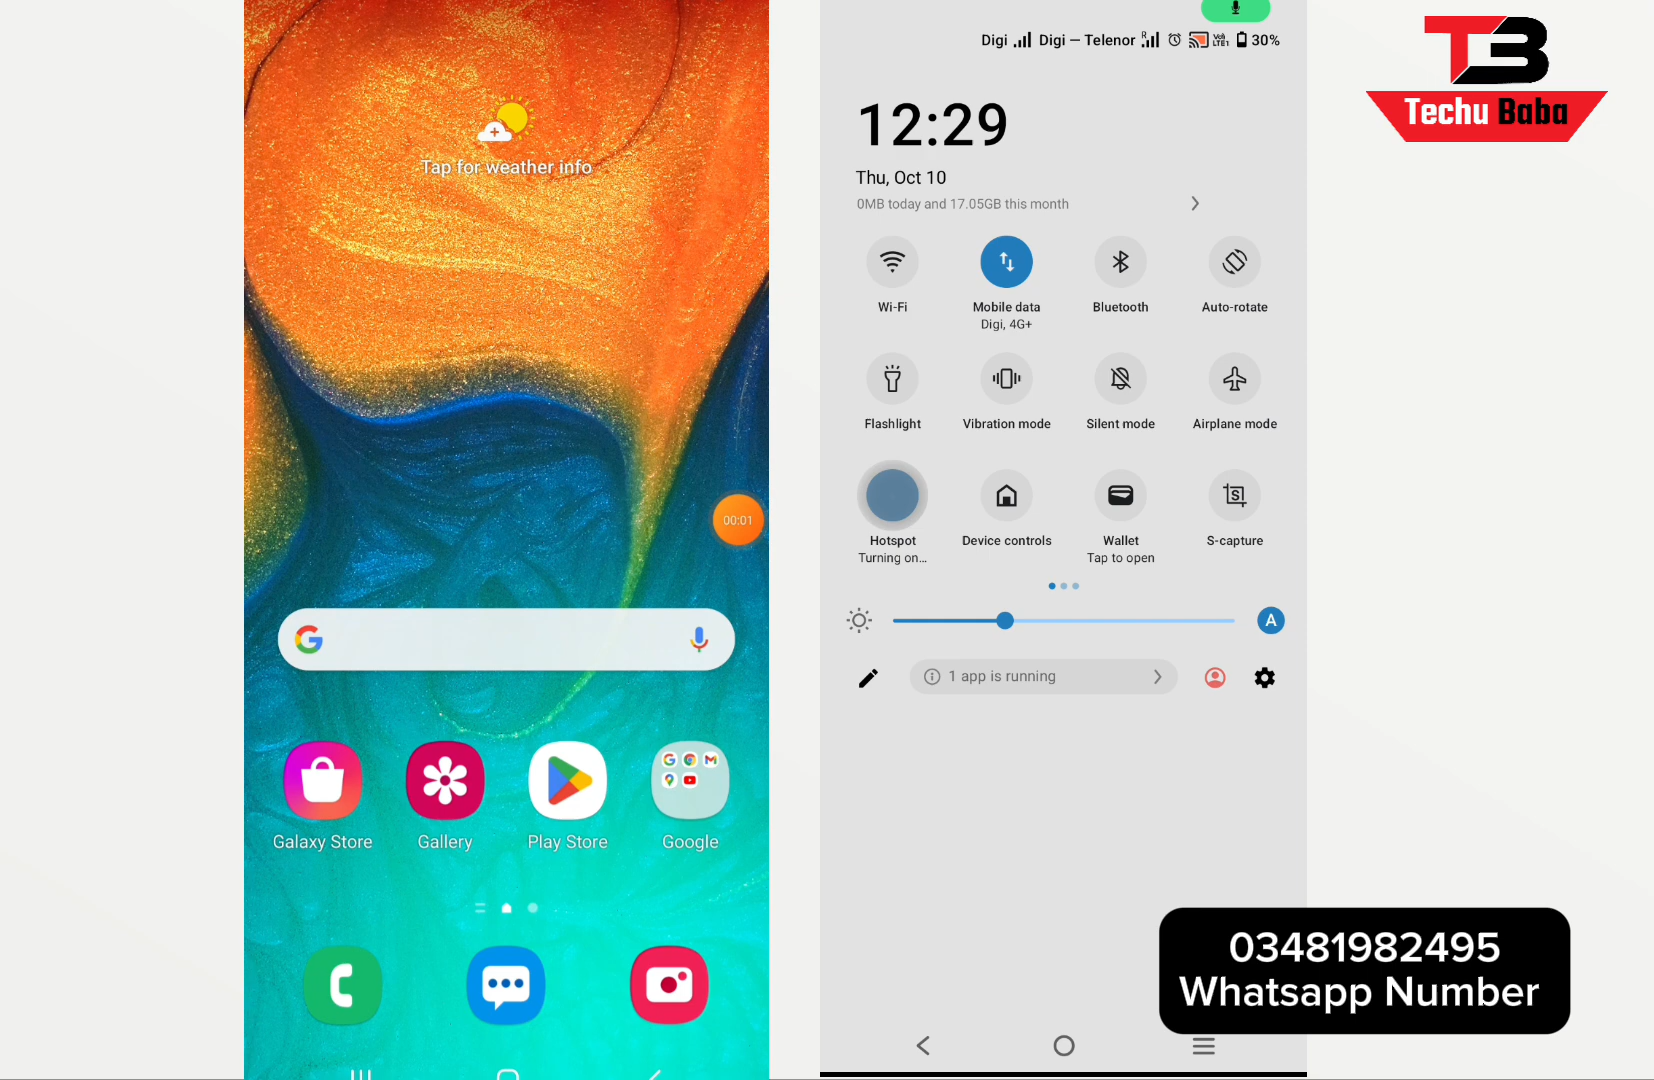 Tap for weather info
00:01
Galaxy Store
Gallery
Play Store
Google
Digi Digi — Telenor R Vo LTE1 30%
12:29
Thu, Oct 10
0MB today and 17.05GB this month
Wi-Fi
Mobile data
Digi, 4G+
Bluetooth
Auto-rotate
Flashlight
Vibration mode
Silent mode
Airplane mode
Hotspot
Turning on...
Device controls
Wallet
Tap to open
S
S-capture
A
1 app is running
TB
Techu Baba
03481982495
Whatsapp Number